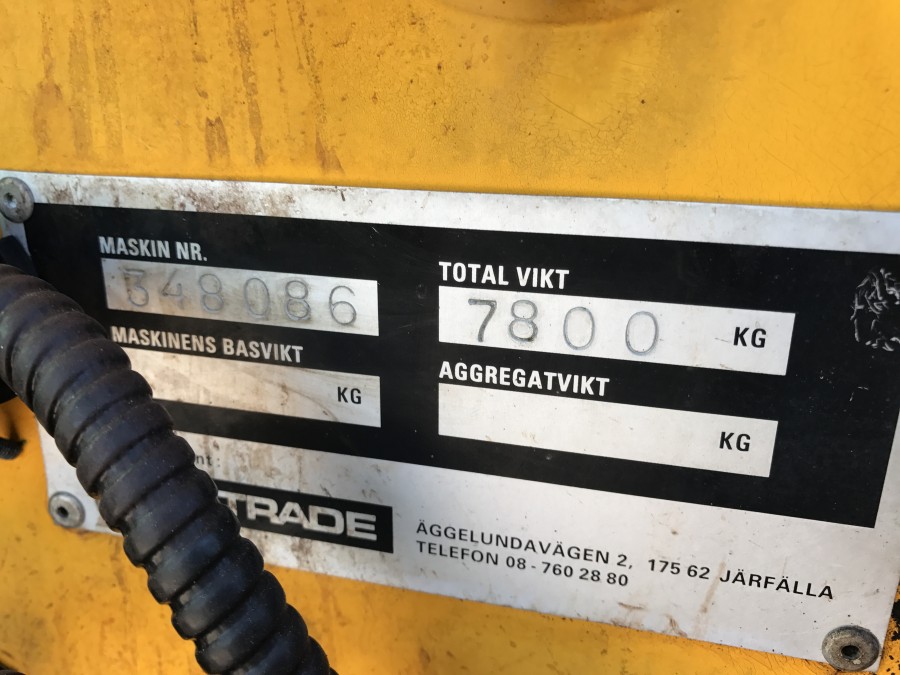 MASKIN NR.
348086
TOTAL VIKT
7800 KG
MASKINENS BASVIKT
KG
AGGREGATVIKT
KG
TRADE
ÄGGELUNDAVÄGEN 2, 175 62 JÄRFÄLLA
TELEFON 08-760 28 80